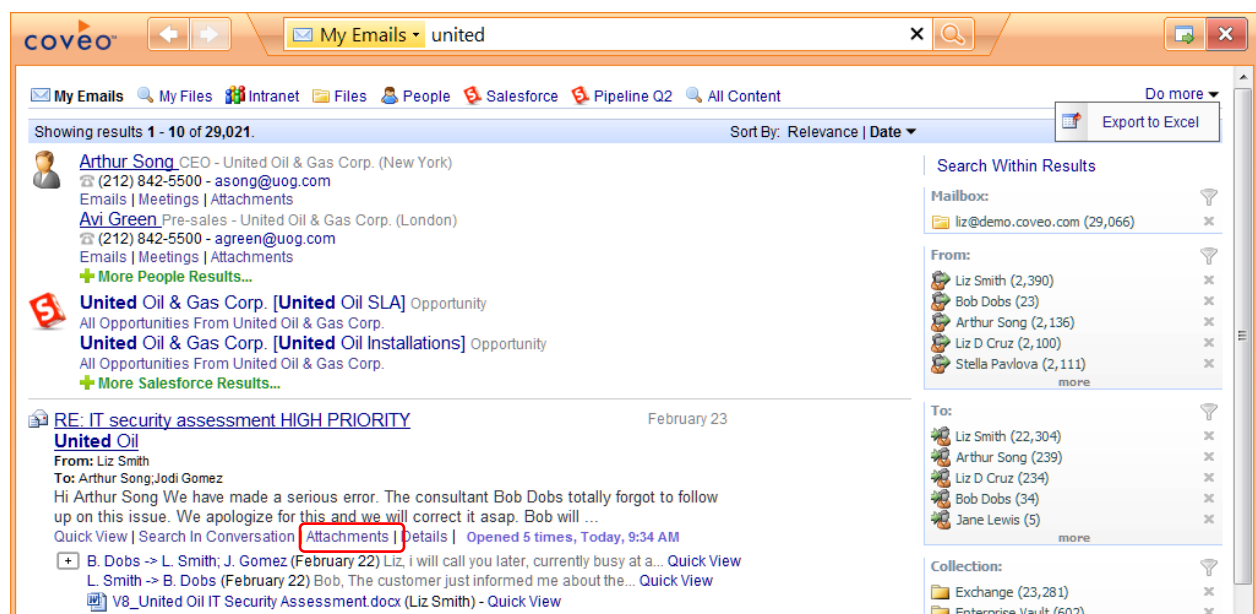 coveo™
My Emails
united
My Emails My Files Intranet Files People Salesforce Pipeline Q2 All Content
Do more
Export to Excel
Showing results 1 - 10 of 29,021.
Sort By: Relevance | Date
Arthur Song CEO - United Oil & Gas Corp. (New York)
(212) 842-5500 - asong@uog.com
Emails | Meetings | Attachments
Avi Green Pre-sales - United Oil & Gas Corp. (London)
(212) 842-5500 - agreen@uog.com
Emails | Meetings | Attachments
More People Results...
United Oil & Gas Corp. [United Oil SLA] Opportunity
All Opportunities From United Oil & Gas Corp.
United Oil & Gas Corp. [United Oil Installations] Opportunity
All Opportunities From United Oil & Gas Corp.
More Salesforce Results...
RE: IT security assessment HIGH PRIORITY
February 23
United Oil
From: Liz Smith
To: Arthur Song;Jodi Gomez
Hi Arthur Song We have made a serious error. The consultant Bob Dobs totally forgot to follow
up on this issue. We apologize for this and we will correct it asap. Bob will ...
Quick View | Search In Conversation | Attachments | Details | Opened 5 times, Today, 9:34 AM
B. Dobs -> L. Smith; J. Gomez (February 22) Liz, i will call you later, currently busy at a... Quick View
L. Smith -> B. Dobs (February 22) Bob, The customer just informed me about the... Quick View
V8_United Oil IT Security Assessment.docx (Liz Smith) - Quick View
Search Within Results
Mailbox:
liz@demo.coveo.com (29,066)
From:
Liz Smith (2,390)
Bob Dobs (23)
Arthur Song (2,136)
Liz D Cruz (2,100)
Stella Pavlova (2,111)
more
To:
Liz Smith (22,304)
Arthur Song (239)
Liz D Cruz (234)
Bob Dobs (34)
Jane Lewis (5)
more
Collection:
Exchange (23,281)
Enterprise Vault (602)